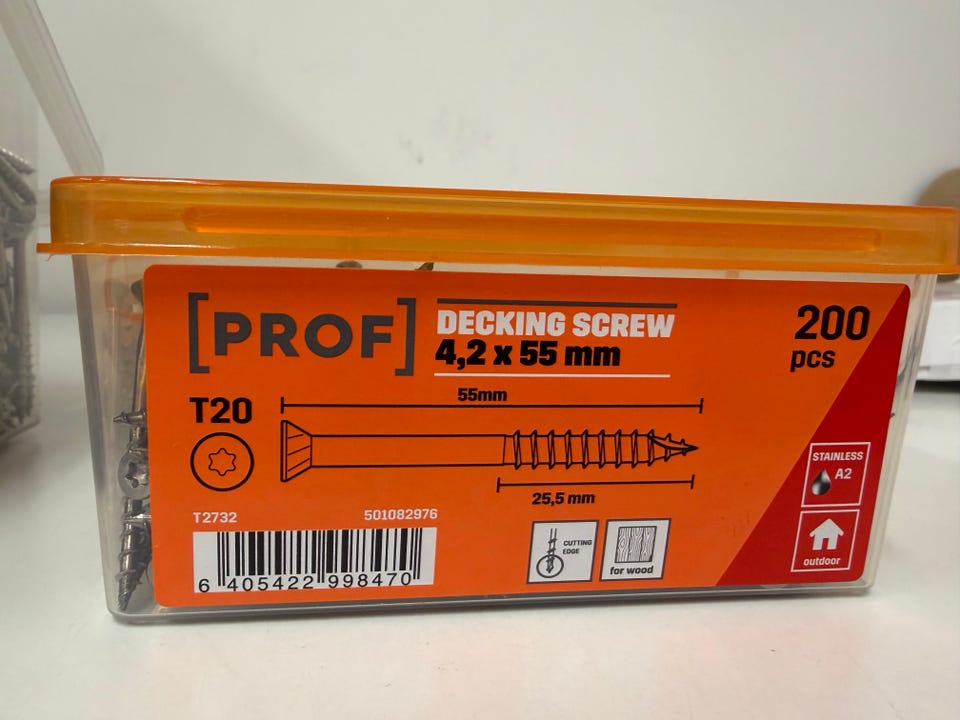 [PROF]
DECKING SCREW
4,2 x 55 mm
200
pcs
T20
55mm
25,5 mm
STAINLESS
A2
T2732
501082976
6 405422 998470
CUTTING
EDGE
for wood
outdoor